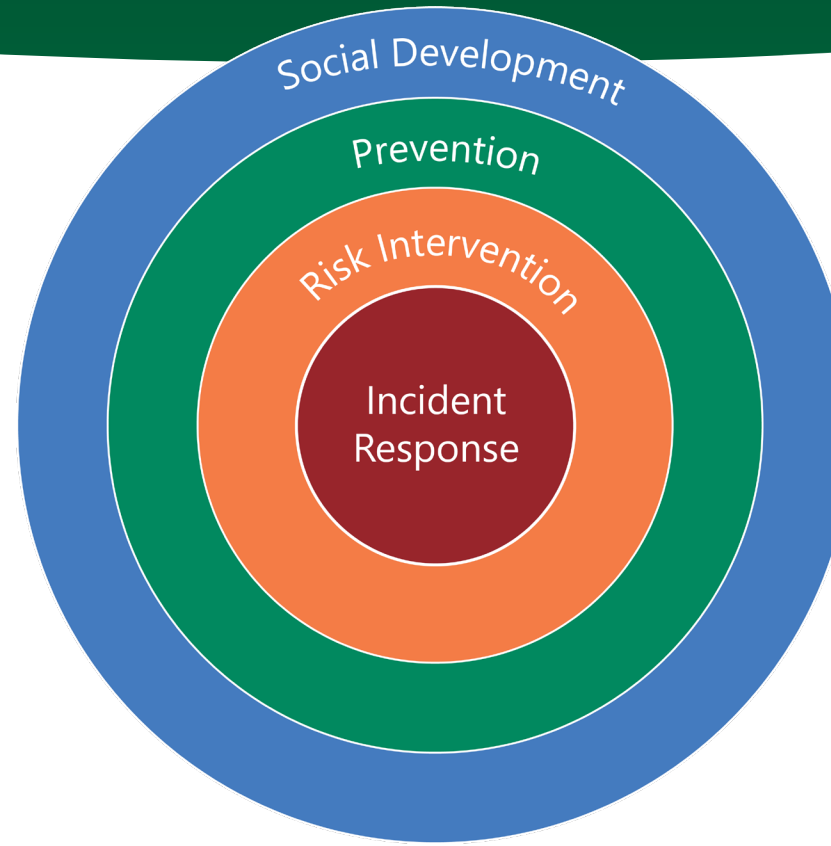 Social Development
Prevention
Risk Intervention
Incident
Response